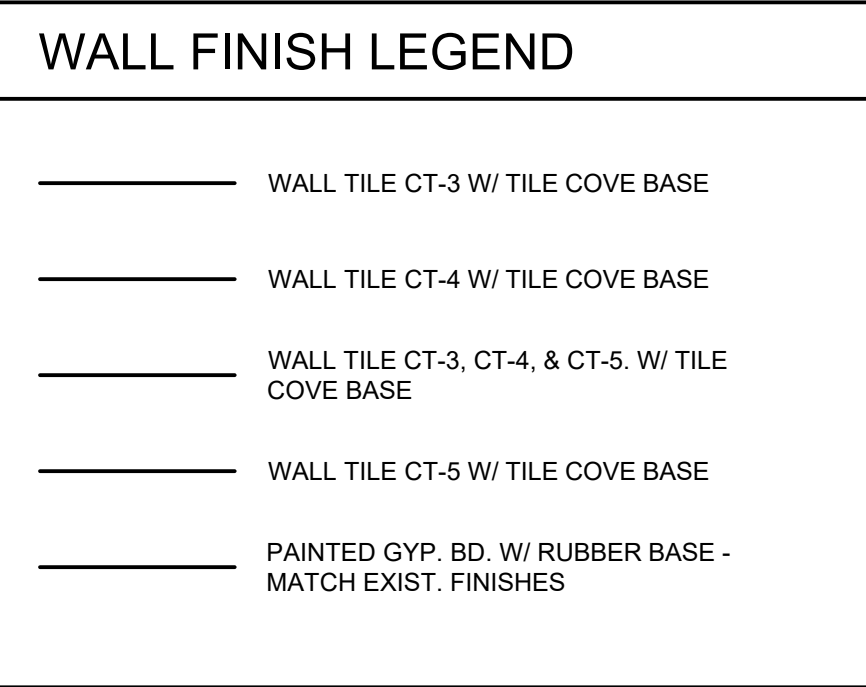 WALL FINISH LEGEND
WALL TILE CT-3 W/ TILE COVE BASE
WALL TILE CT-4 W/ TILE COVE BASE
WALL TILE CT-3, CT-4, & CT-5. W/ TILE
COVE BASE
WALL TILE CT-5 W/ TILE COVE BASE
PAINTED GYP. BD. W/ RUBBER BASE -
MATCH EXIST. FINISHES